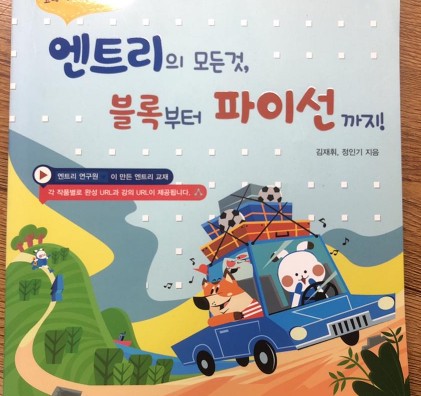 엔트리의 모든것,
블록부터 파이선까지!
김재휘, 정인기 지음
엔트리 연구원이 만든 엔트리 교재
각 작품별로 완성 URL과 강의 URL이 제공됩니다.